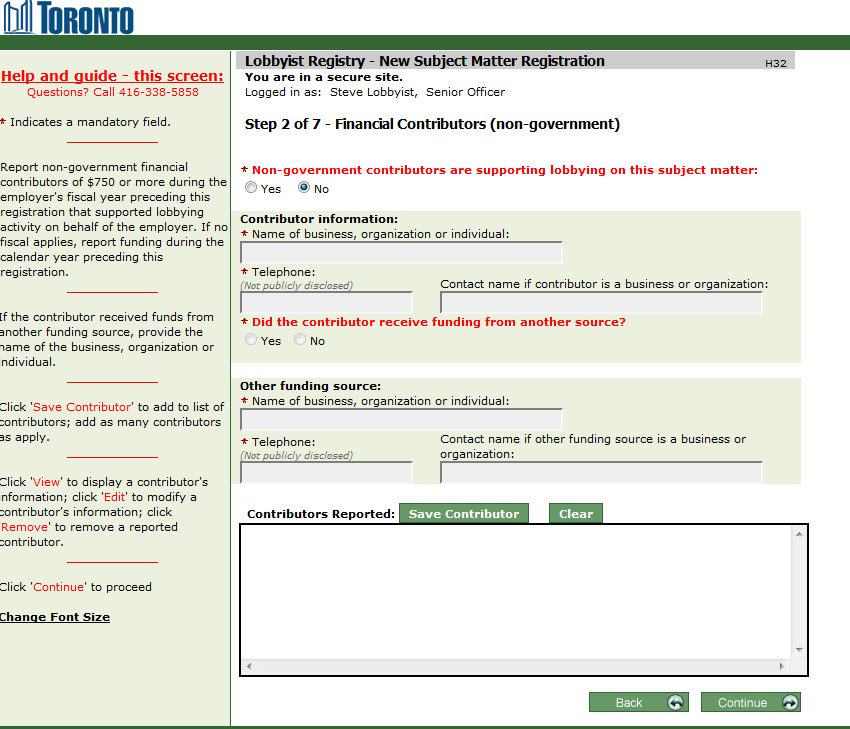 TORONTO
Help and guide - this screen:
Questions? Call 416-338-5858
* Indicates a mandatory field.
Report non-government financial
contributors of $750 or more during the
employer's fiscal year preceding this
registration that supported lobbying
activity on behalf of the employer. If no
fiscal applies, report funding during the
calendar year preceding this
registration.
If the contributor received funds from
another funding source, provide the
name of the business, organization or
individual.
Click 'Save Contributor' to add to list of
contributors; add as many contributors
as apply.
Click 'View' to display a contributor's
information; click 'Edit' to modify a
contributor's information; click
'Remove' to remove a reported
contributor.
Click 'Continue' to proceed
Change Font Size
Lobbyist Registry - New Subject Matter Registration H32
You are in a secure site.
Logged in as: Steve Lobbyist, Senior Officer
Step 2 of 7 - Financial Contributors (non-government)
* Non-government contributors are supporting lobbying on this subject matter:
Yes No
Contributor information:
* Name of business, organization or individual:
* Telephone:
(Not publicly disclosed) Contact name if contributor is a business or organization:
* Did the contributor receive funding from another source?
Yes No
Other funding source:
* Name of business, organization or individual:
* Telephone:
(Not publicly disclosed)
Contact name if other funding source is a business or
organization:
Contributors Reported: Save Contributor Clear
Back Continue